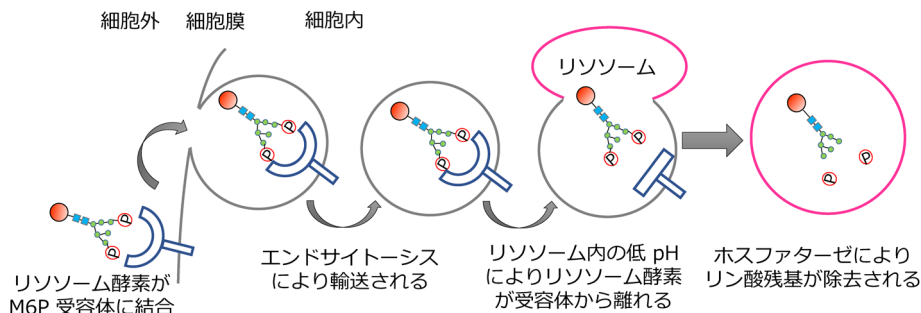 細胞外 細胞膜 細胞内
リソソーム
P
P
P
P
P
P
P
P
P
P
リソソーム酵素が
M6P 受容体に結合
エンドサイトーシス
により輸送される
リソソーム内の低 pH
によりリソソーム酵素
が受容体から離れる
ホスファターゼにより
リン酸残基が除去される